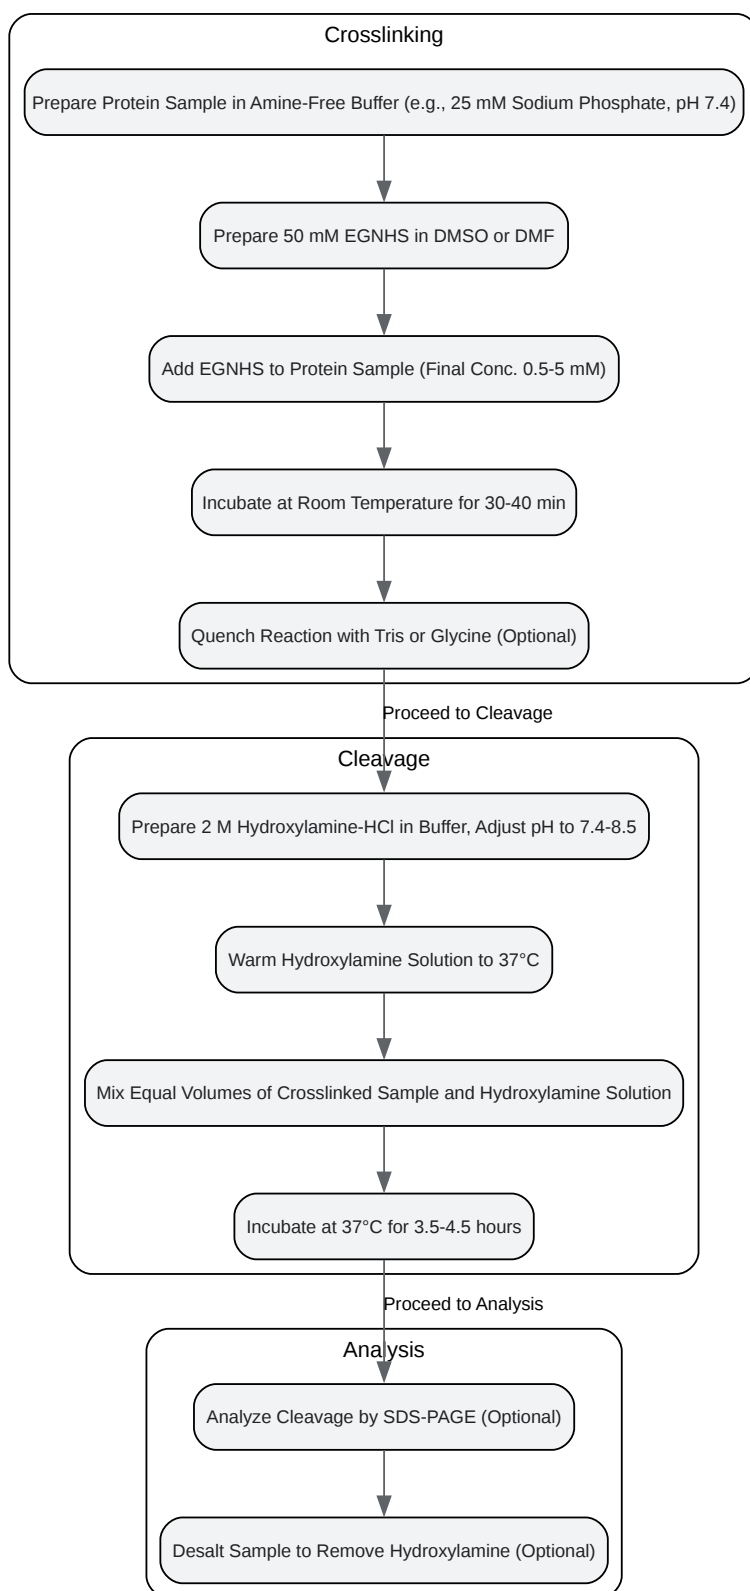 Crosslinking
Prepare Protein Sample in Amine-Free Buffer (e.g., 25 mM Sodium Phosphate, pH 7.4)
Prepare 50 mM EGNHS in DMSO or DMF
Add EGNHS to Protein Sample (Final Conc. 0.5-5 mM)
Incubate at Room Temperature for 30-40 min
Quench Reaction with Tris or Glycine (Optional)
Proceed to Cleavage
Cleavage
Prepare 2 M Hydroxylamine-HCl in Buffer, Adjust pH to 7.4-8.5
Warm Hydroxylamine Solution to 37°C
Mix Equal Volumes of Crosslinked Sample and Hydroxylamine Solution
Incubate at 37°C for 3.5-4.5 hours
Proceed to Analysis
Analysis
Analyze Cleavage by SDS-PAGE (Optional)
Desalt Sample to Remove Hydroxylamine (Optional)